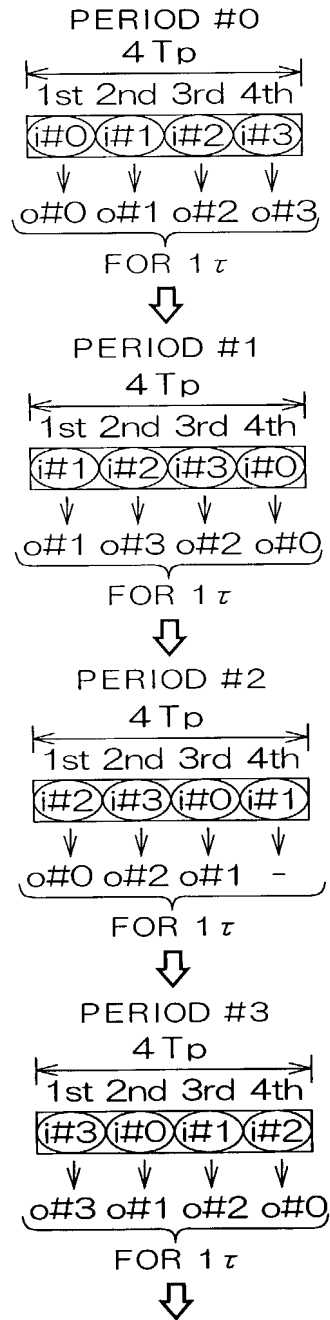 PERIOD #0
4Tp
1st 2nd 3rd 4th
i#0 i#1 i#2 i#3
o#0 o#1 o#2 o#3
FOR 1 τ
PERIOD #1
4Tp
1st 2nd 3rd 4th
i#1 i#2 i#3 i#0
o#1 o#3 o#2 o#0
FOR 1 τ
PERIOD #2
4Tp
1st 2nd 3rd 4th
i#2 i#3 i#0 i#1
o#0 o#2 o#1 -
FOR 1 τ
PERIOD #3
4Tp
1st 2nd 3rd 4th
i#3 i#0 i#1 i#2
o#3 o#1 o#2 o#0
FOR 1 τ